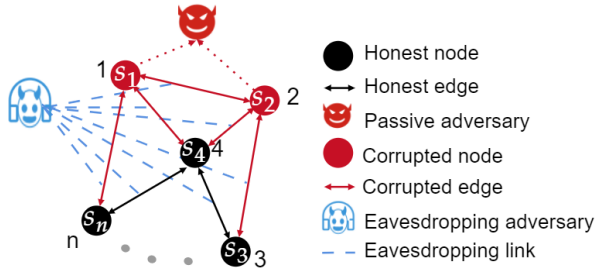 1
s1
s2
2
s4
4
sn
n
s3
3
Honest node
Honest edge
Passive adversary
Corrupted node
Corrupted edge
Eavesdropping adversary
Eavesdropping link